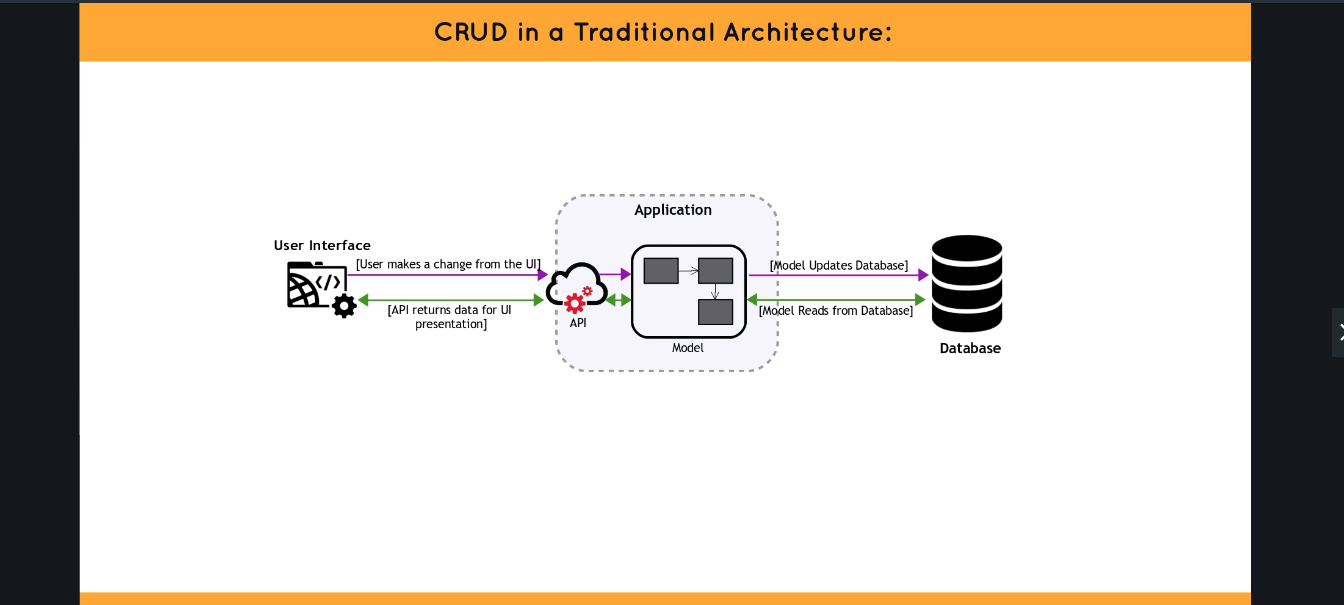 CRUD in a Traditional Architecture:
Application
User Interface
[User makes a change from the UI]
[Model Updates Database]
</>
[API returns data for UI
presentation]
[Model Reads from Database]
API
Model
Database